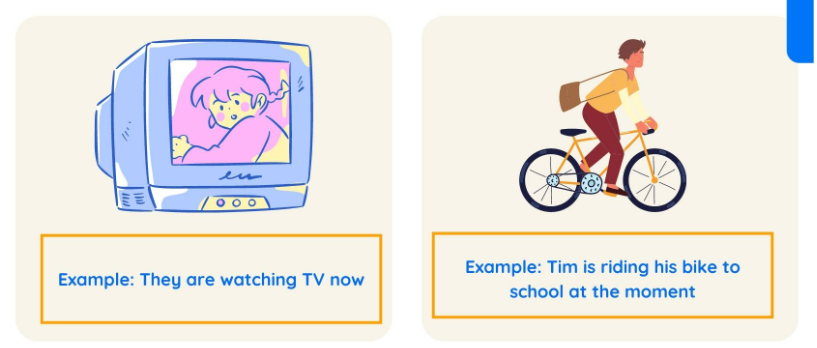 Example: They are watching TV now
Example: Tim is riding his bike to
school at the moment